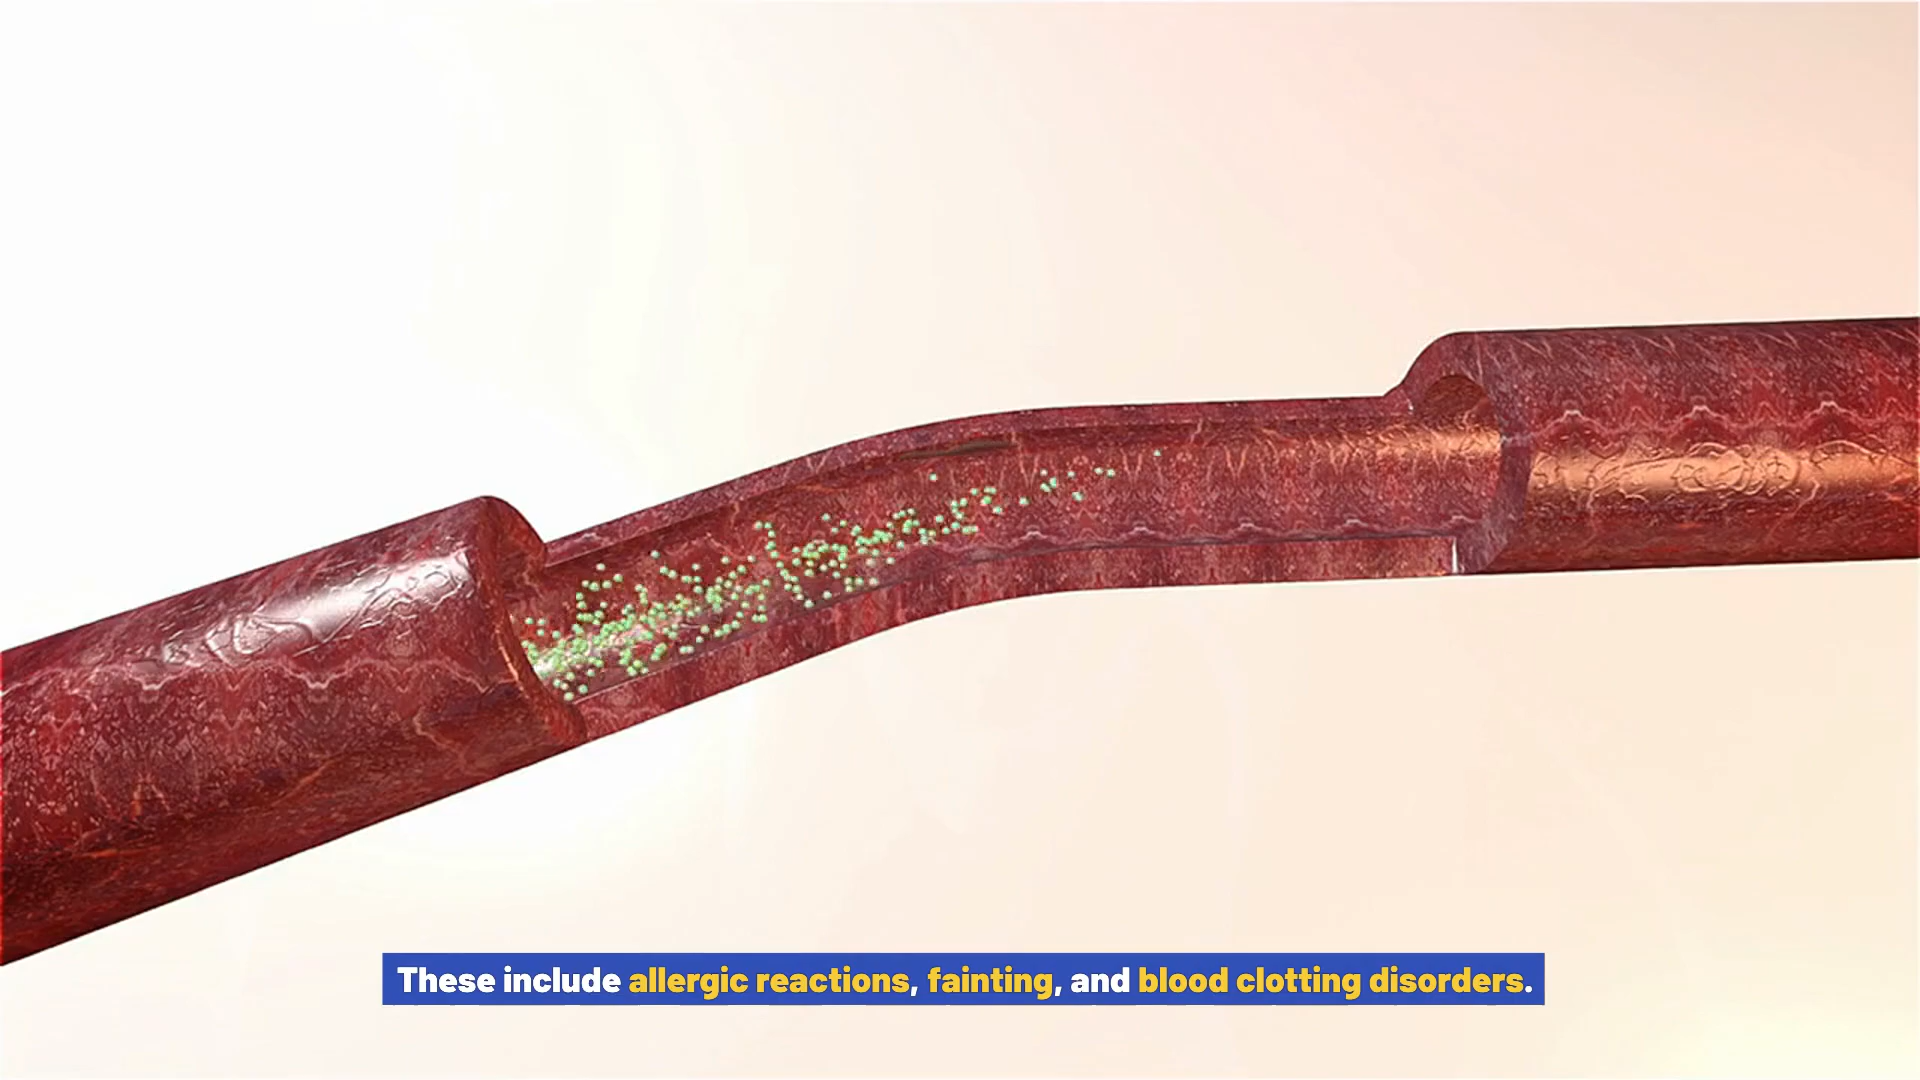 These include allergic reactions, fainting, and blood clotting disorders.